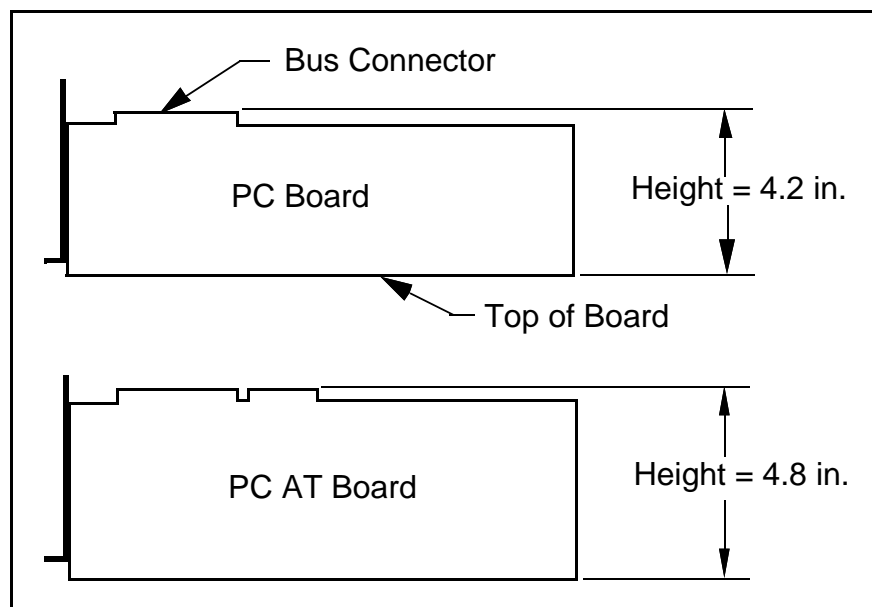 Bus Connector
PC Board
Height = 4.2 in.
Top of Board
PC AT Board
Height = 4.8 in.